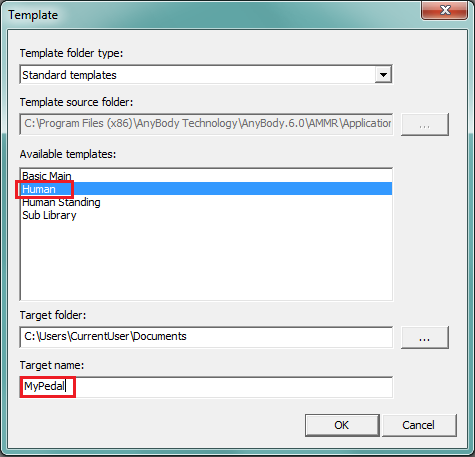 Template
Template folder type:
Standard templates
Template source folder:
C:\Program Files (x86)\AnyBody Technology\AnyBody.6.0\AMMR\Application
...
Available templates:
Basic Main
Human
Human Standing
Sub Library
Target folder:
C:\Users\CurrentUser\Documents
...
Target name:
MyPedal
OK
Cancel